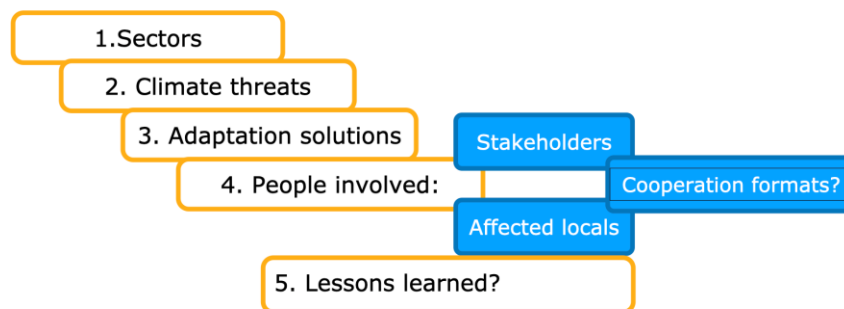 1.Sectors
2. Climate threats
3. Adaptation solutions
Stakeholders
4. People involved:
Cooperation formats?
Affected locals
5. Lessons learned?